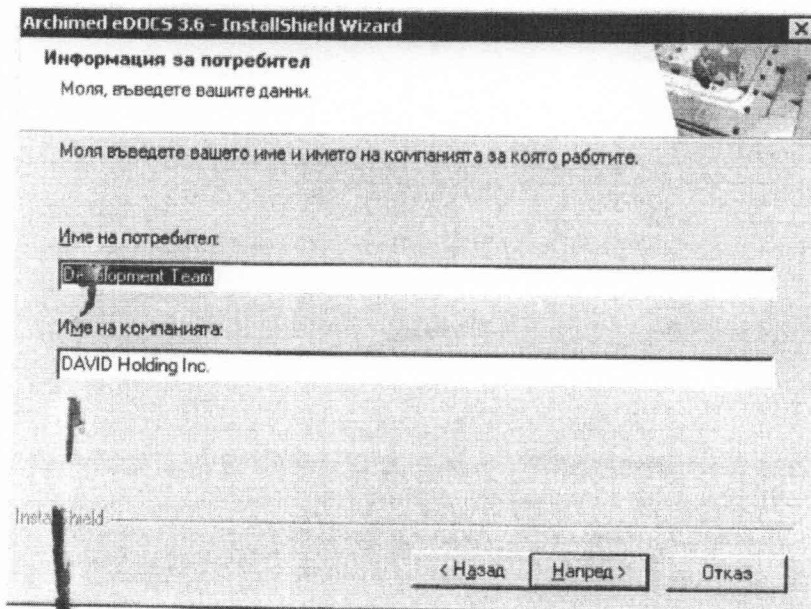 Archimed eDOCS 3.6 - InstallShield Wizard
Информация за потребител
Моля, въведете вашите данни.
Моля въведете вашето име и името на компанията за която работите.
Име на потребител:
Team
Име на компанията:
DAVID Holding Inc.
< Назад
Напред >
Отказ